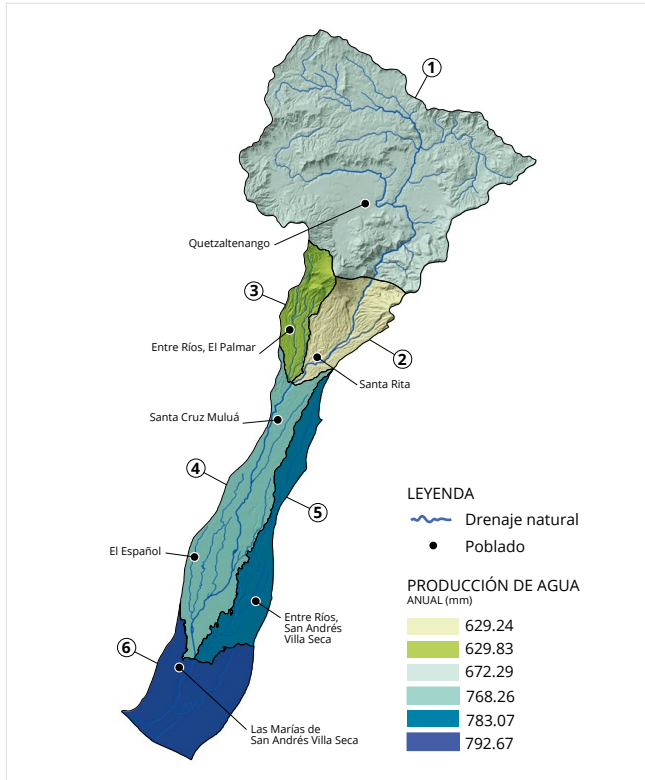 1
Quetzaltenango
3
Entre Ríos, El Palmar
2
Santa Rita
Santa Cruz Muluá
4
5
El Español
Entre Ríos,
San Andrés
Villa Seca
6
Las Marías de
San Andrés Villa Seca
LEYENDA
Drenaje natural
Poblado
PRODUCCIÓN DE AGUA
ANUAL (mm)
629.24
629.83
672.29
768.26
783.07
792.67